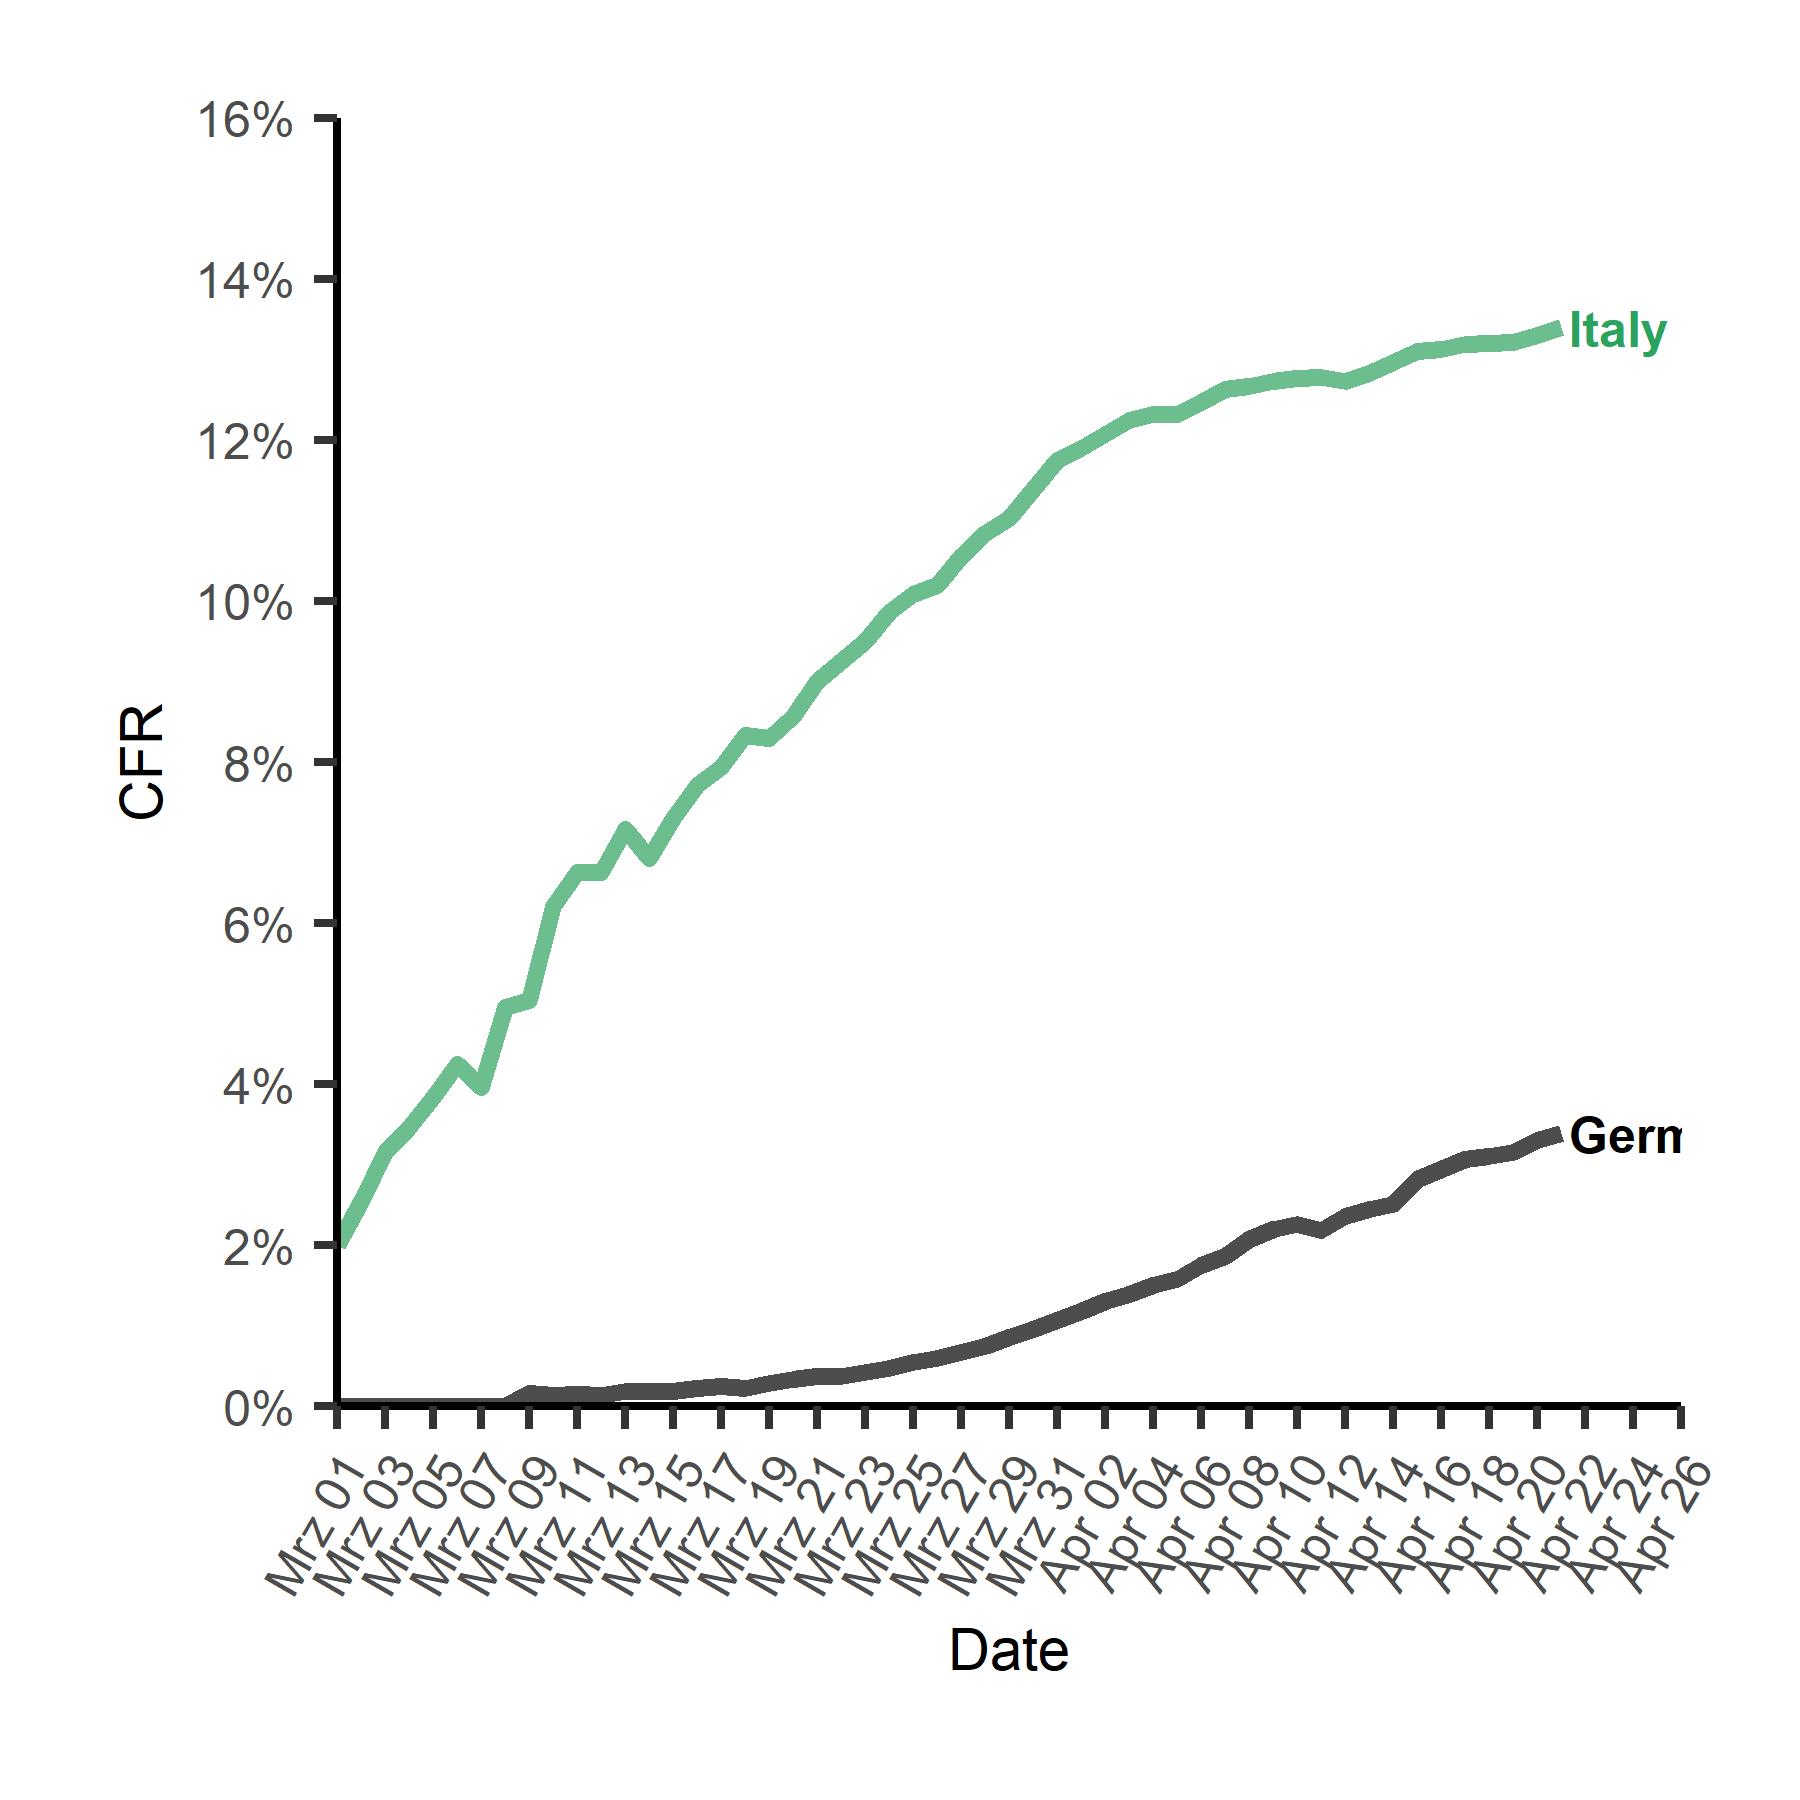 16%
14%
Italy
12%
10%
8%
CFR
6%
4%
Germ
2%
0%
Mrz 01
Mrz 03
Mrz 05
Mrz 07
Mrz 09
Mrz 11
Mrz 13
Mrz 15
Mrz 17
Mrz 19
Mrz 21
Mrz 23
Mrz 25
Mrz 27
Mrz 29
Mrz 31
Apr 02
Apr 04
Apr 06
Apr 08
Apr 10
Apr 12
Apr 14
Apr 16
Apr 18
Apr 20
Apr 22
Apr 24
Apr 26
Date